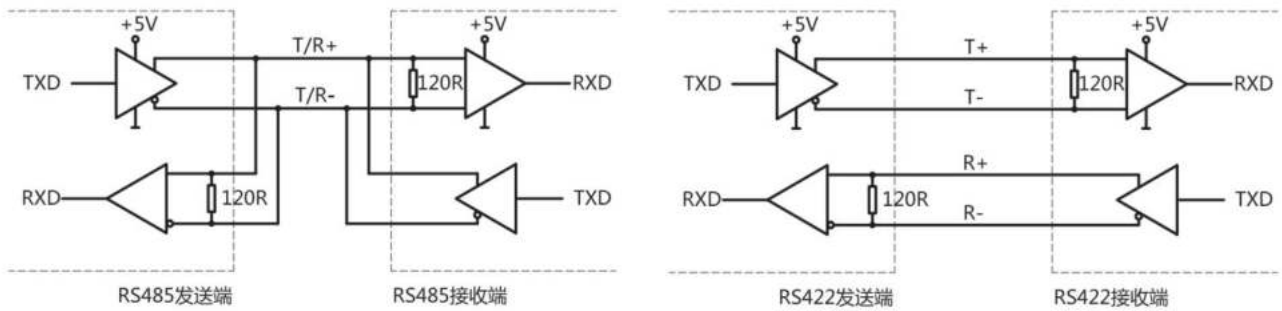 +5V
+5V
TXD
T/R+
120R
RXD
T/R-
RXD
120R
TXD
RS485发送端
RS485接收端
+5V
+5V
TXD
T+
120R
RXD
T-
R+
RXD
120R
TXD
R-
RS422发送端
RS422接收端